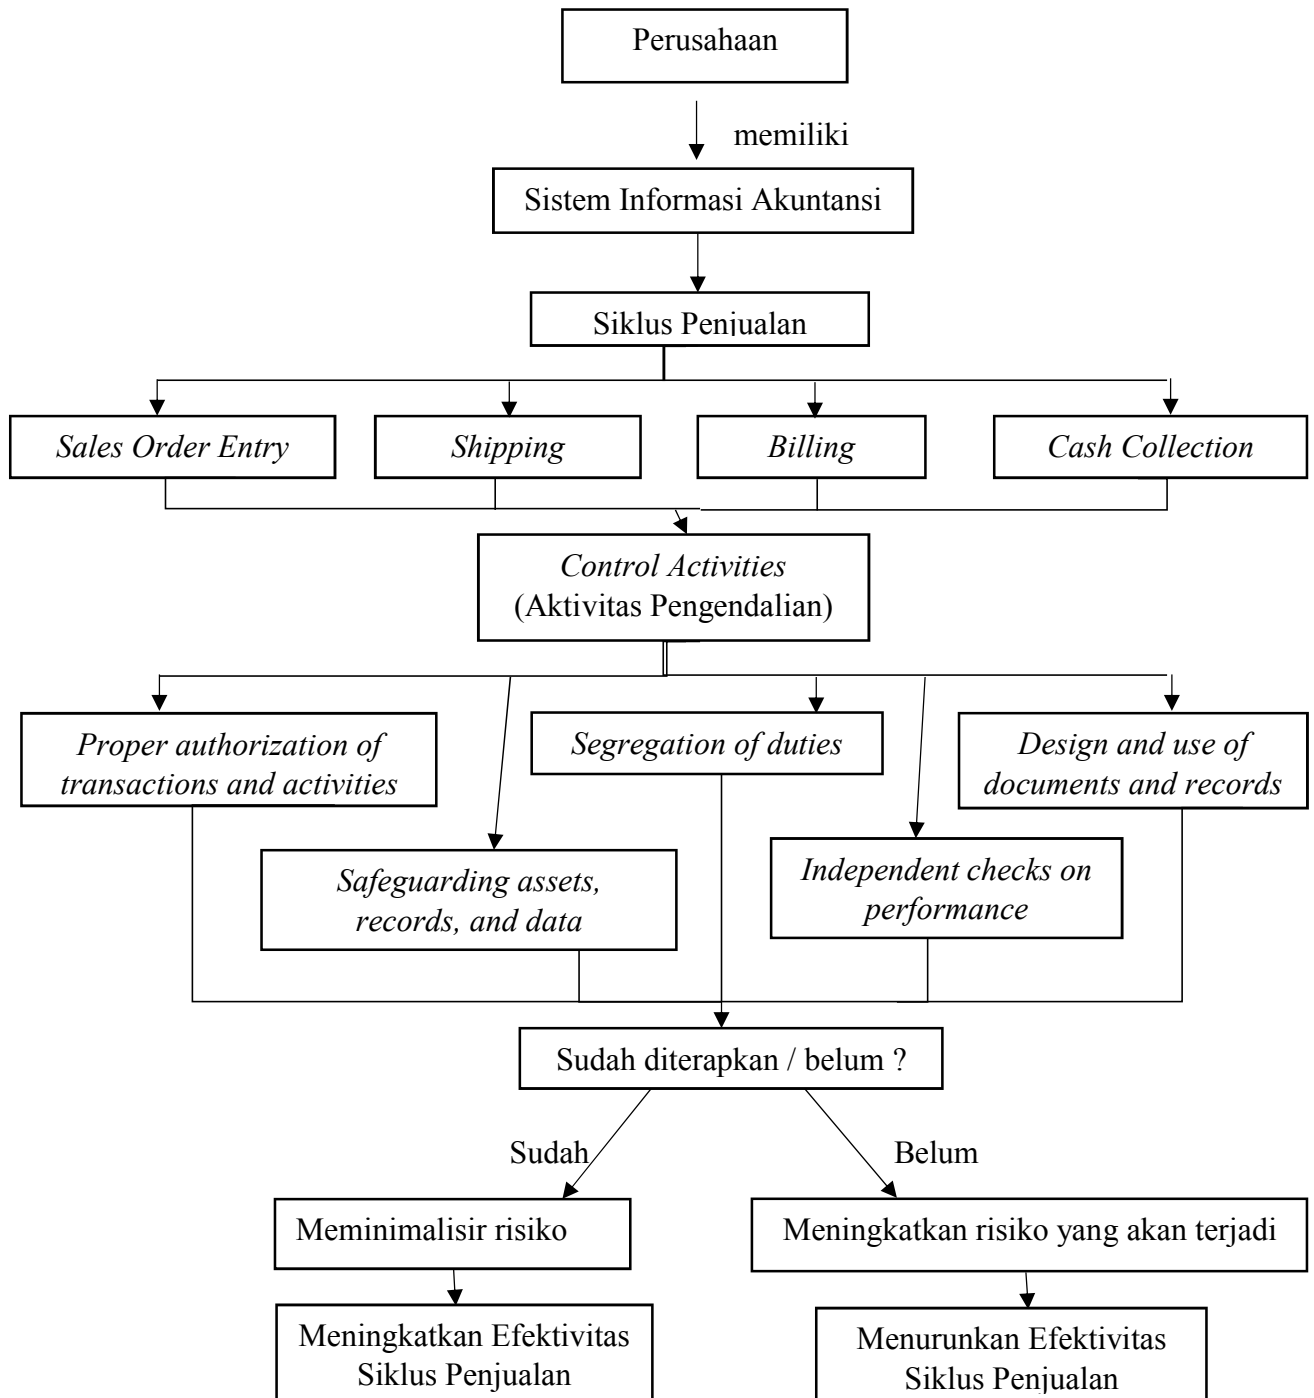 Perusahaan
memiliki
Sistem Informasi Akuntansi
Siklus Penjualan
Sales Order Entry
Shipping
Billing
Cash Collection
Control Activities
(Aktivitas Pengendalian)
Proper authorization of
transactions and activities
Segregation of duties
Design and use of
documents and records
Safeguarding assets,
records, and data
Independent checks on
performance
Sudah diterapkan / belum ?
Sudah
Belum
Meminimalisir risiko
Meningkatkan risiko yang akan terjadi
Meningkatkan Efektivitas
Siklus Penjualan
Menurunkan Efektivitas
Siklus Penjualan